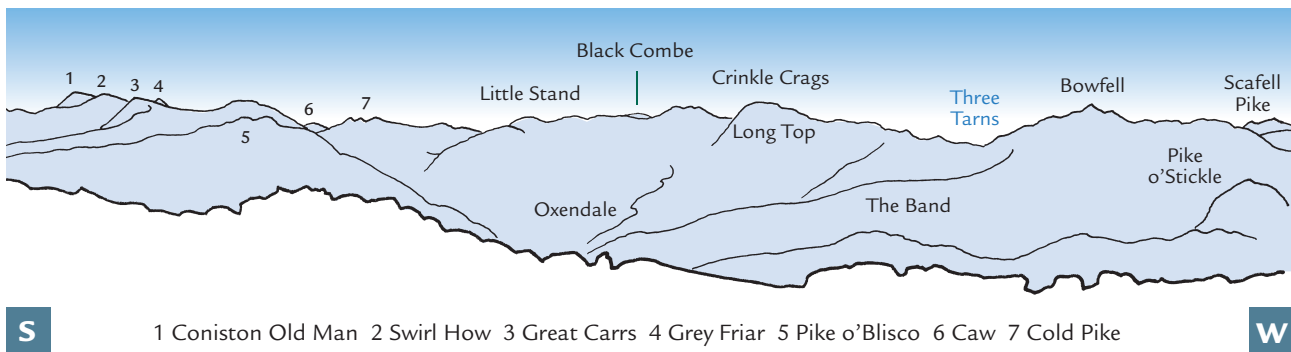 Black Combe
Crinkle Crags
Bowfell
Scafell
Pike
1 2 3 4
Little Stand
Three
Tarns
6 7
5
Long Top
Pike
o’Stickle
Oxendale
The Band
S
1 Coniston Old Man 2 Swirl How 3 Great Carrs 4 Grey Friar 5 Pike o’Blisco 6 Caw 7 Cold Pike
W